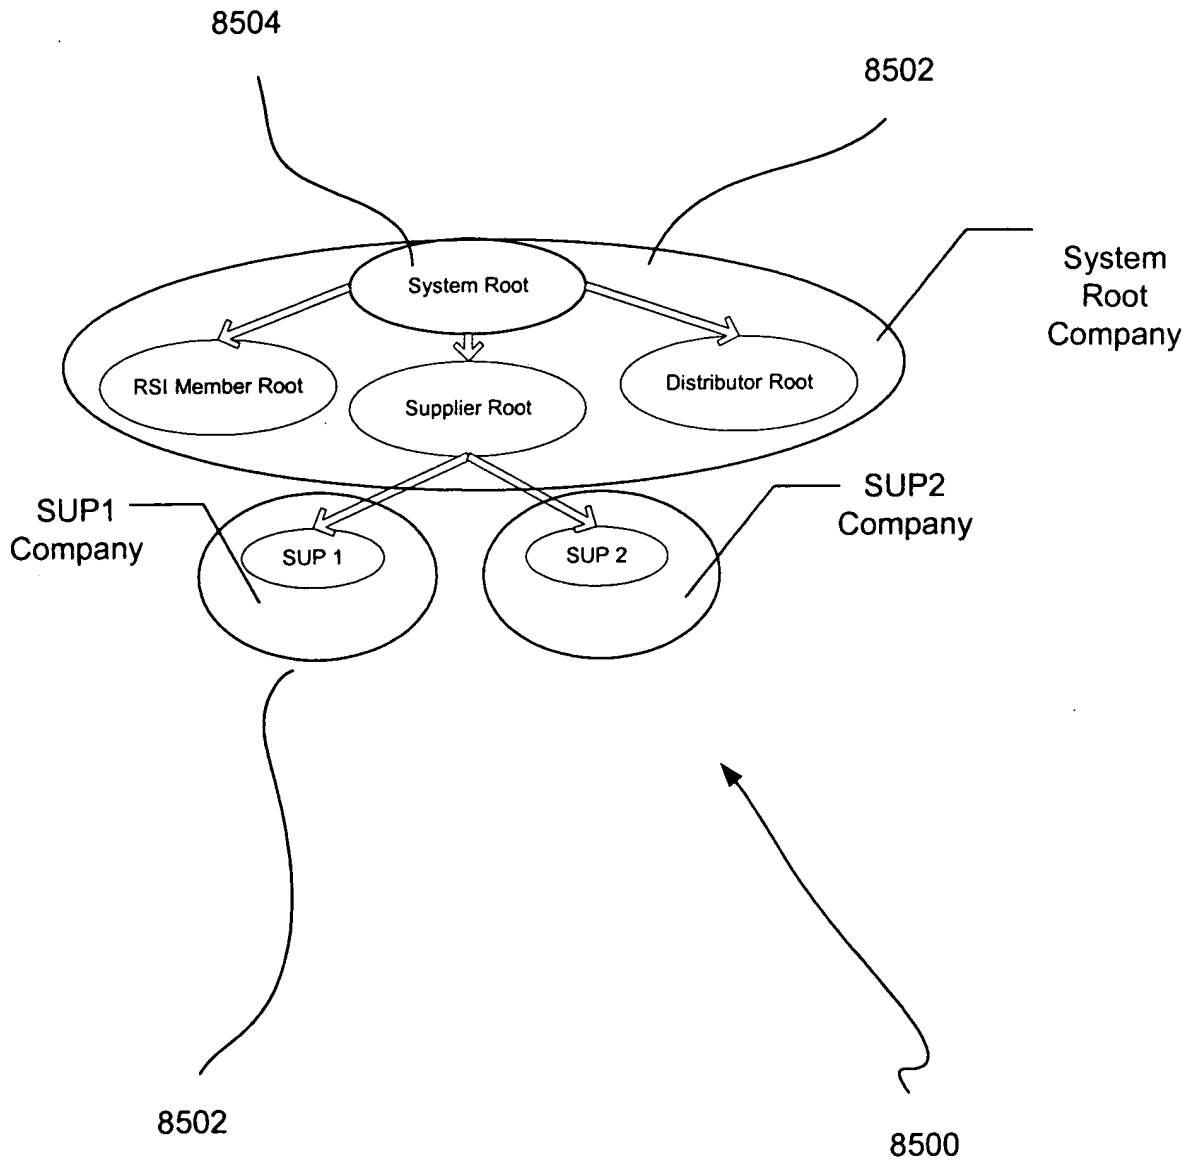 8504
8502
System
Root
Company
System Root
RSI Member Root
Supplier Root
Distributor Root
SUP1
Company
SUP2
Company
SUP 1
SUP 2
8502
8500